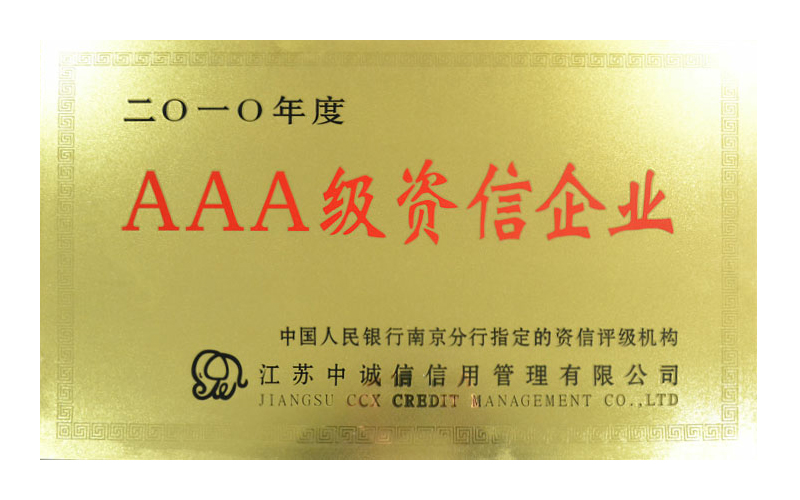 二〇一〇年度
AAA级资信企业
中国人民银行南京分行指定的资信评级机构
江苏中诚信信用管理有限公司
JIANGSU CCX CREDIT MANAGEMENT CO.,LTD